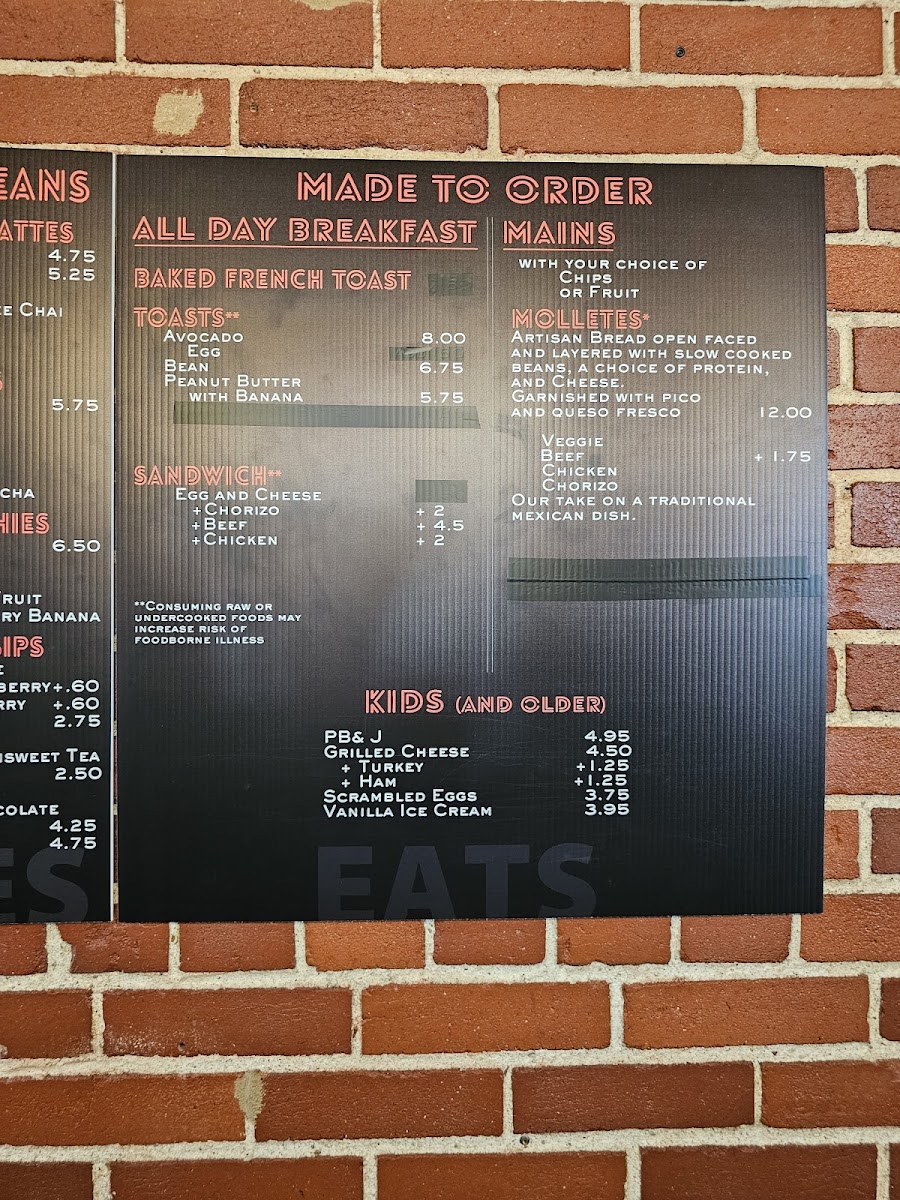 EANS
ATTES
4.75
5.25
EE CHAI
5.75
CHA
HIES
6.50
FRUIT
RY BANANA
SIPS
BERRY +.60
RRY +.60
2.75
NSWEET TEA
2.50
COLATE
4.25
4.75
ES
MADE TO ORDER
ALL DAY BREAKFAST
BAKED FRENCH TOAST
TOASTS**
AVOCADO 8.00
EGG
BEAN 6.75
PEANUT BUTTER
WITH BANANA 5.75
SANDWICH**
EGG AND CHEESE
+CHORIZO + 2
+BEEF + 4.5
+CHICKEN + 2
**CONSUMING RAW OR
UNDERCOOKED FOODS MAY
INCREASE RISK OF
FOODBORNE ILLNESS
MAINS
WITH YOUR CHOICE OF
CHIPS
OR FRUIT
MOLLETES*
ARTISAN BREAD OPEN FACED
AND LAYERED WITH SLOW COOKED
BEANS, A CHOICE OF PROTEIN,
AND CHEESE.
GARNISHED WITH PICO
AND QUESO FRESCO 12.00
VEGGIE
BEEF + 1.75
CHICKEN
CHORIZO
OUR TAKE ON A TRADITIONAL
MEXICAN DISH.
KIDS (AND OLDER)
PB& J 4.95
GRILLED CHEESE 4.50
+ TURKEY +1.25
+ HAM +1.25
SCRAMBLED EGGS 3.75
VANILLA ICE CREAM 3.95
EATS